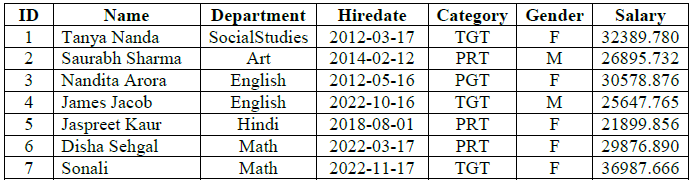 ID Name Department Hiredate Category Gender Salary
1 Tanya Nanda SocialStudies 2012-03-17 TGT F 32389.780
2 Saurabh Sharma Art 2014-02-12 PRT M 26895.732
3 Nandita Arora English 2012-05-16 PGT F 30578.876
4 James Jacob English 2022-10-16 TGT M 25647.765
5 Jaspreet Kaur Hindi 2018-08-01 PRT F 21899.856
6 Disha Sehgal Math 2022-03-17 PRT F 29876.890
7 Sonali Math 2022-11-17 TGT F 36987.666